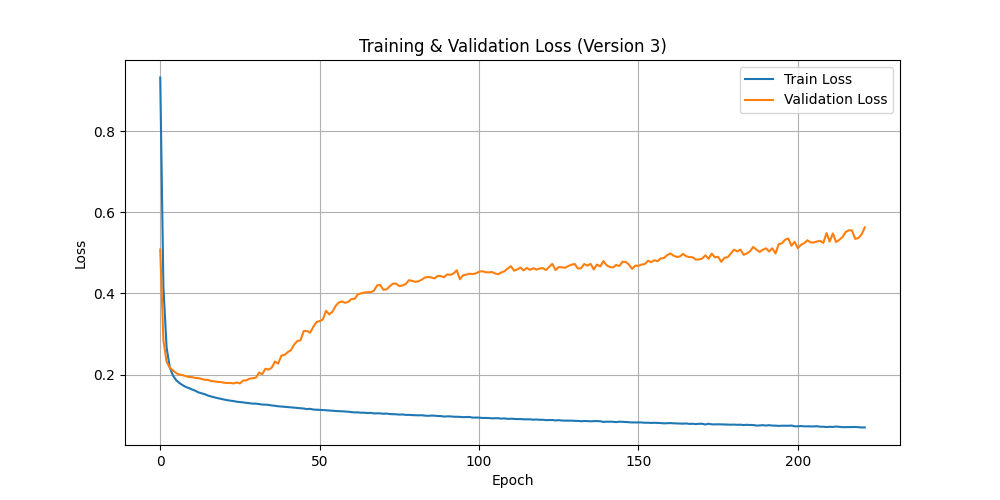 Training & Validation Loss (Version 3)
Train Loss
Validation Loss
Loss
0.8
0.6
0.4
0.2
0 50 100 150 200
Epoch